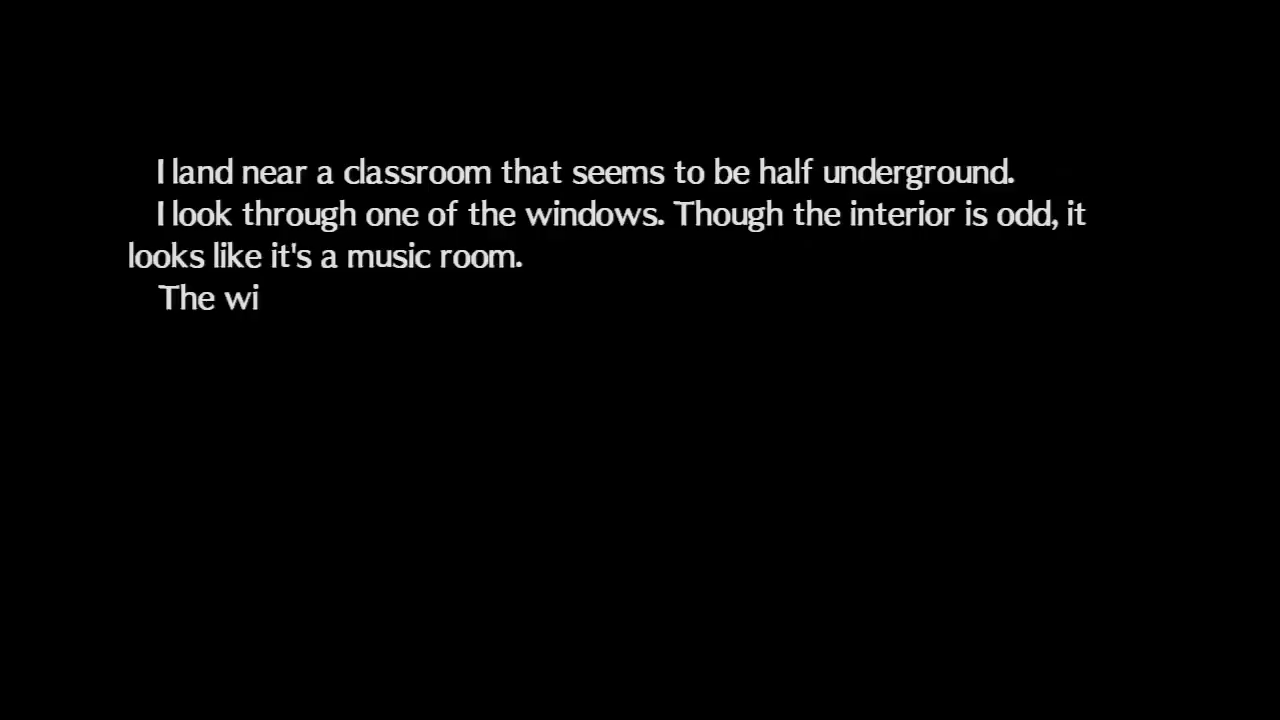 I land near a classroom that seems to be half underground.
I look through one of the windows. Though the interior is odd, it
looks like it's a music room.
The wi